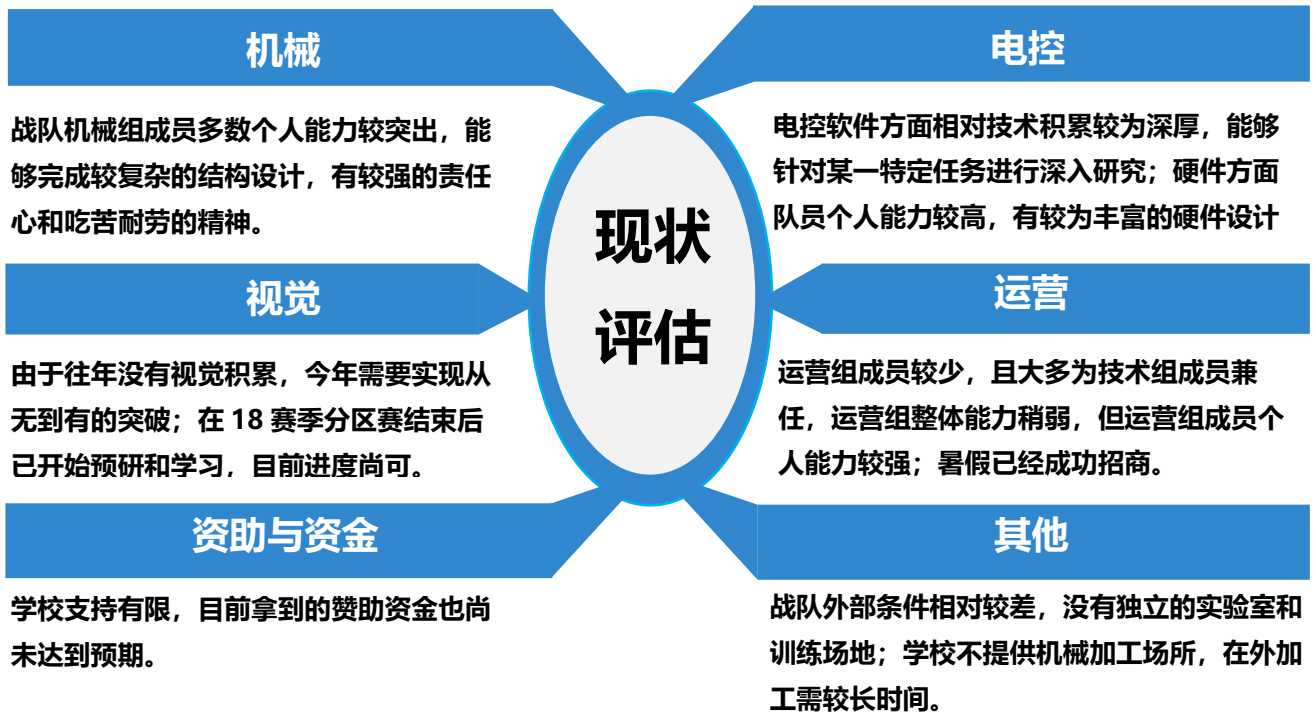 机械
战队机械组成员多数个人能力较突出，能
够完成较复杂的结构设计，有较强的责任
心和吃苦耐劳的精神。
视觉
由于往年没有视觉积累，今年需要实现从
无到有的突破；在 18 赛季分区赛结束后
已开始预研和学习，目前进度尚可。
资助与资金
学校支持有限，目前拿到的赞助资金也尚
未达到预期。
现状
评估
电控
电控软件方面相对技术积累较为深厚，能够
针对某一特定任务进行深入研究；硬件方面
队员个人能力较高，有较为丰富的硬件设计
运营
运营组成员较少，且大多为技术组成员兼
任，运营组整体能力稍弱，但运营组成员个
人能力较强；暑假已经成功招商。
其他
战队外部条件相对较差，没有独立的实验室和
训练场地；学校不提供机械加工场所，在外加
工需较长时间。